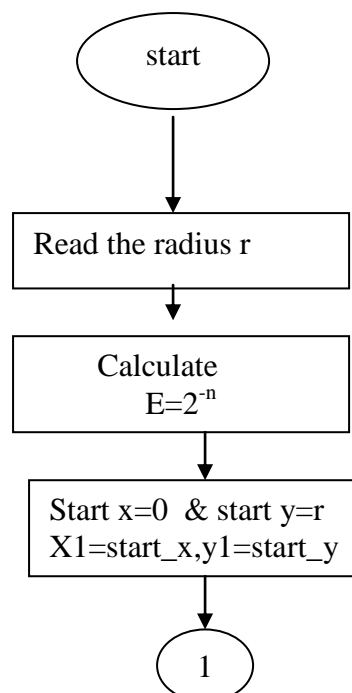 start
Read the radius r
Calculate
E=2⁻ⁿ
Start x=0 & start y=r
X1=start_x,y1=start_y
1